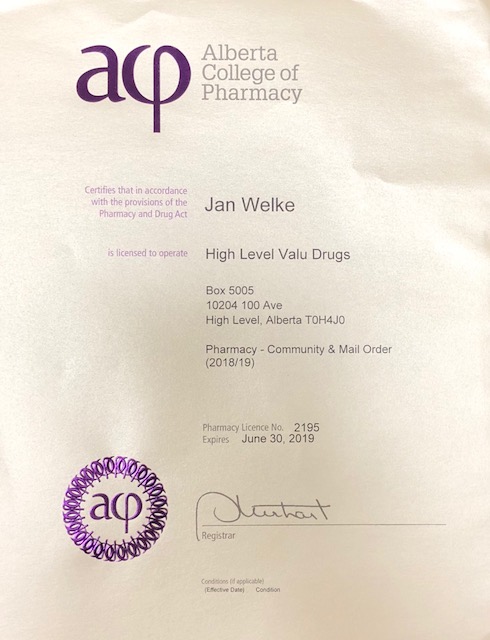 acp
Alberta
College of
Pharmacy
Certifies that in accordance
with the provisions of the
Pharmacy and Drug Act
Jan Welke
is licensed to operate
High Level Valu Drugs
Box 5005
10204 100 Ave
High Level, Alberta T0H4J0
Pharmacy - Community & Mail Order
(2018/19)
Pharmacy Licence No. 2195
Expires June 30, 2019
acp
Registrar
Conditions (if applicable)
(Effective Date) Condition